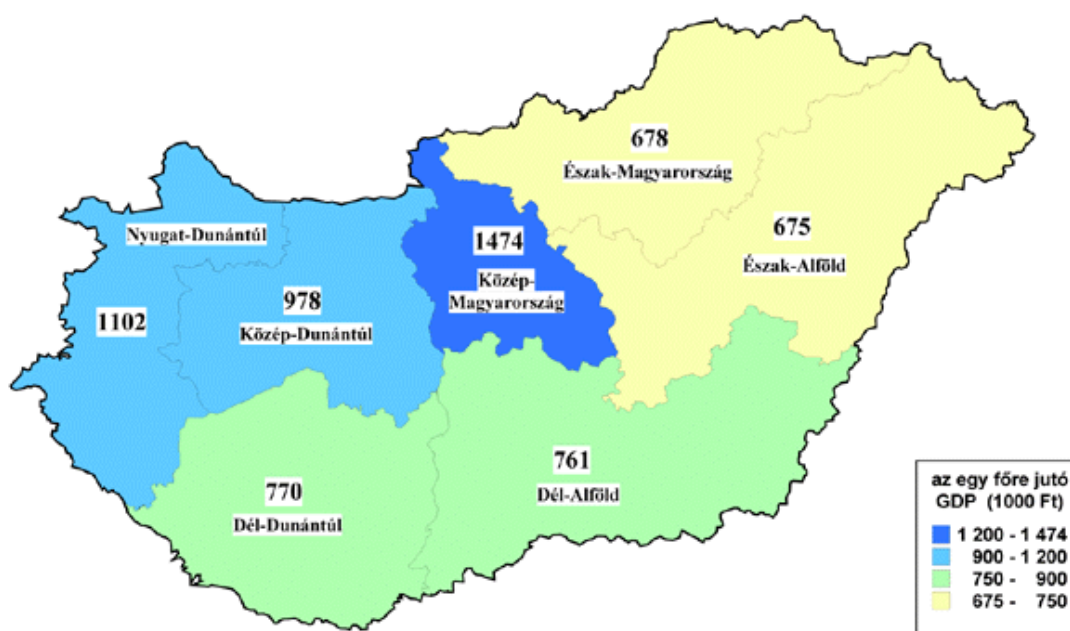 678
Észak-Magyarország
Nyugat-Dunántúl
1102
978
Közép-Dunántúl
1474
Közép-
Magyarország
675
Észak-Alföld
770
Dél-Dunántúl
761
Dél-Alföld
az egy főre jutó
GDP (1000 Ft)
1 200 - 1 474
900 - 1 200
750 - 900
675 - 750